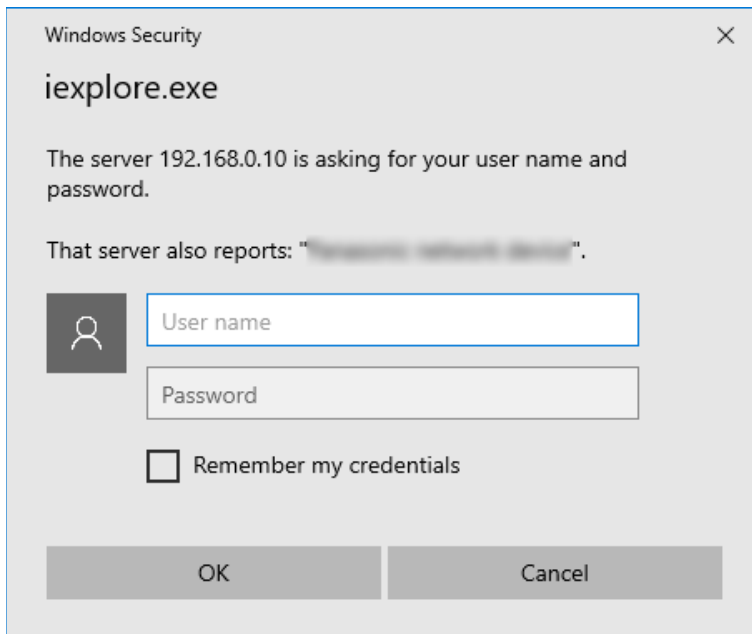 Windows Security
iexplore.exe
The server 192.168.0.10 is asking for your user name and
password.
That server also reports: "".
User name
Password
Remember my credentials
OK
Cancel